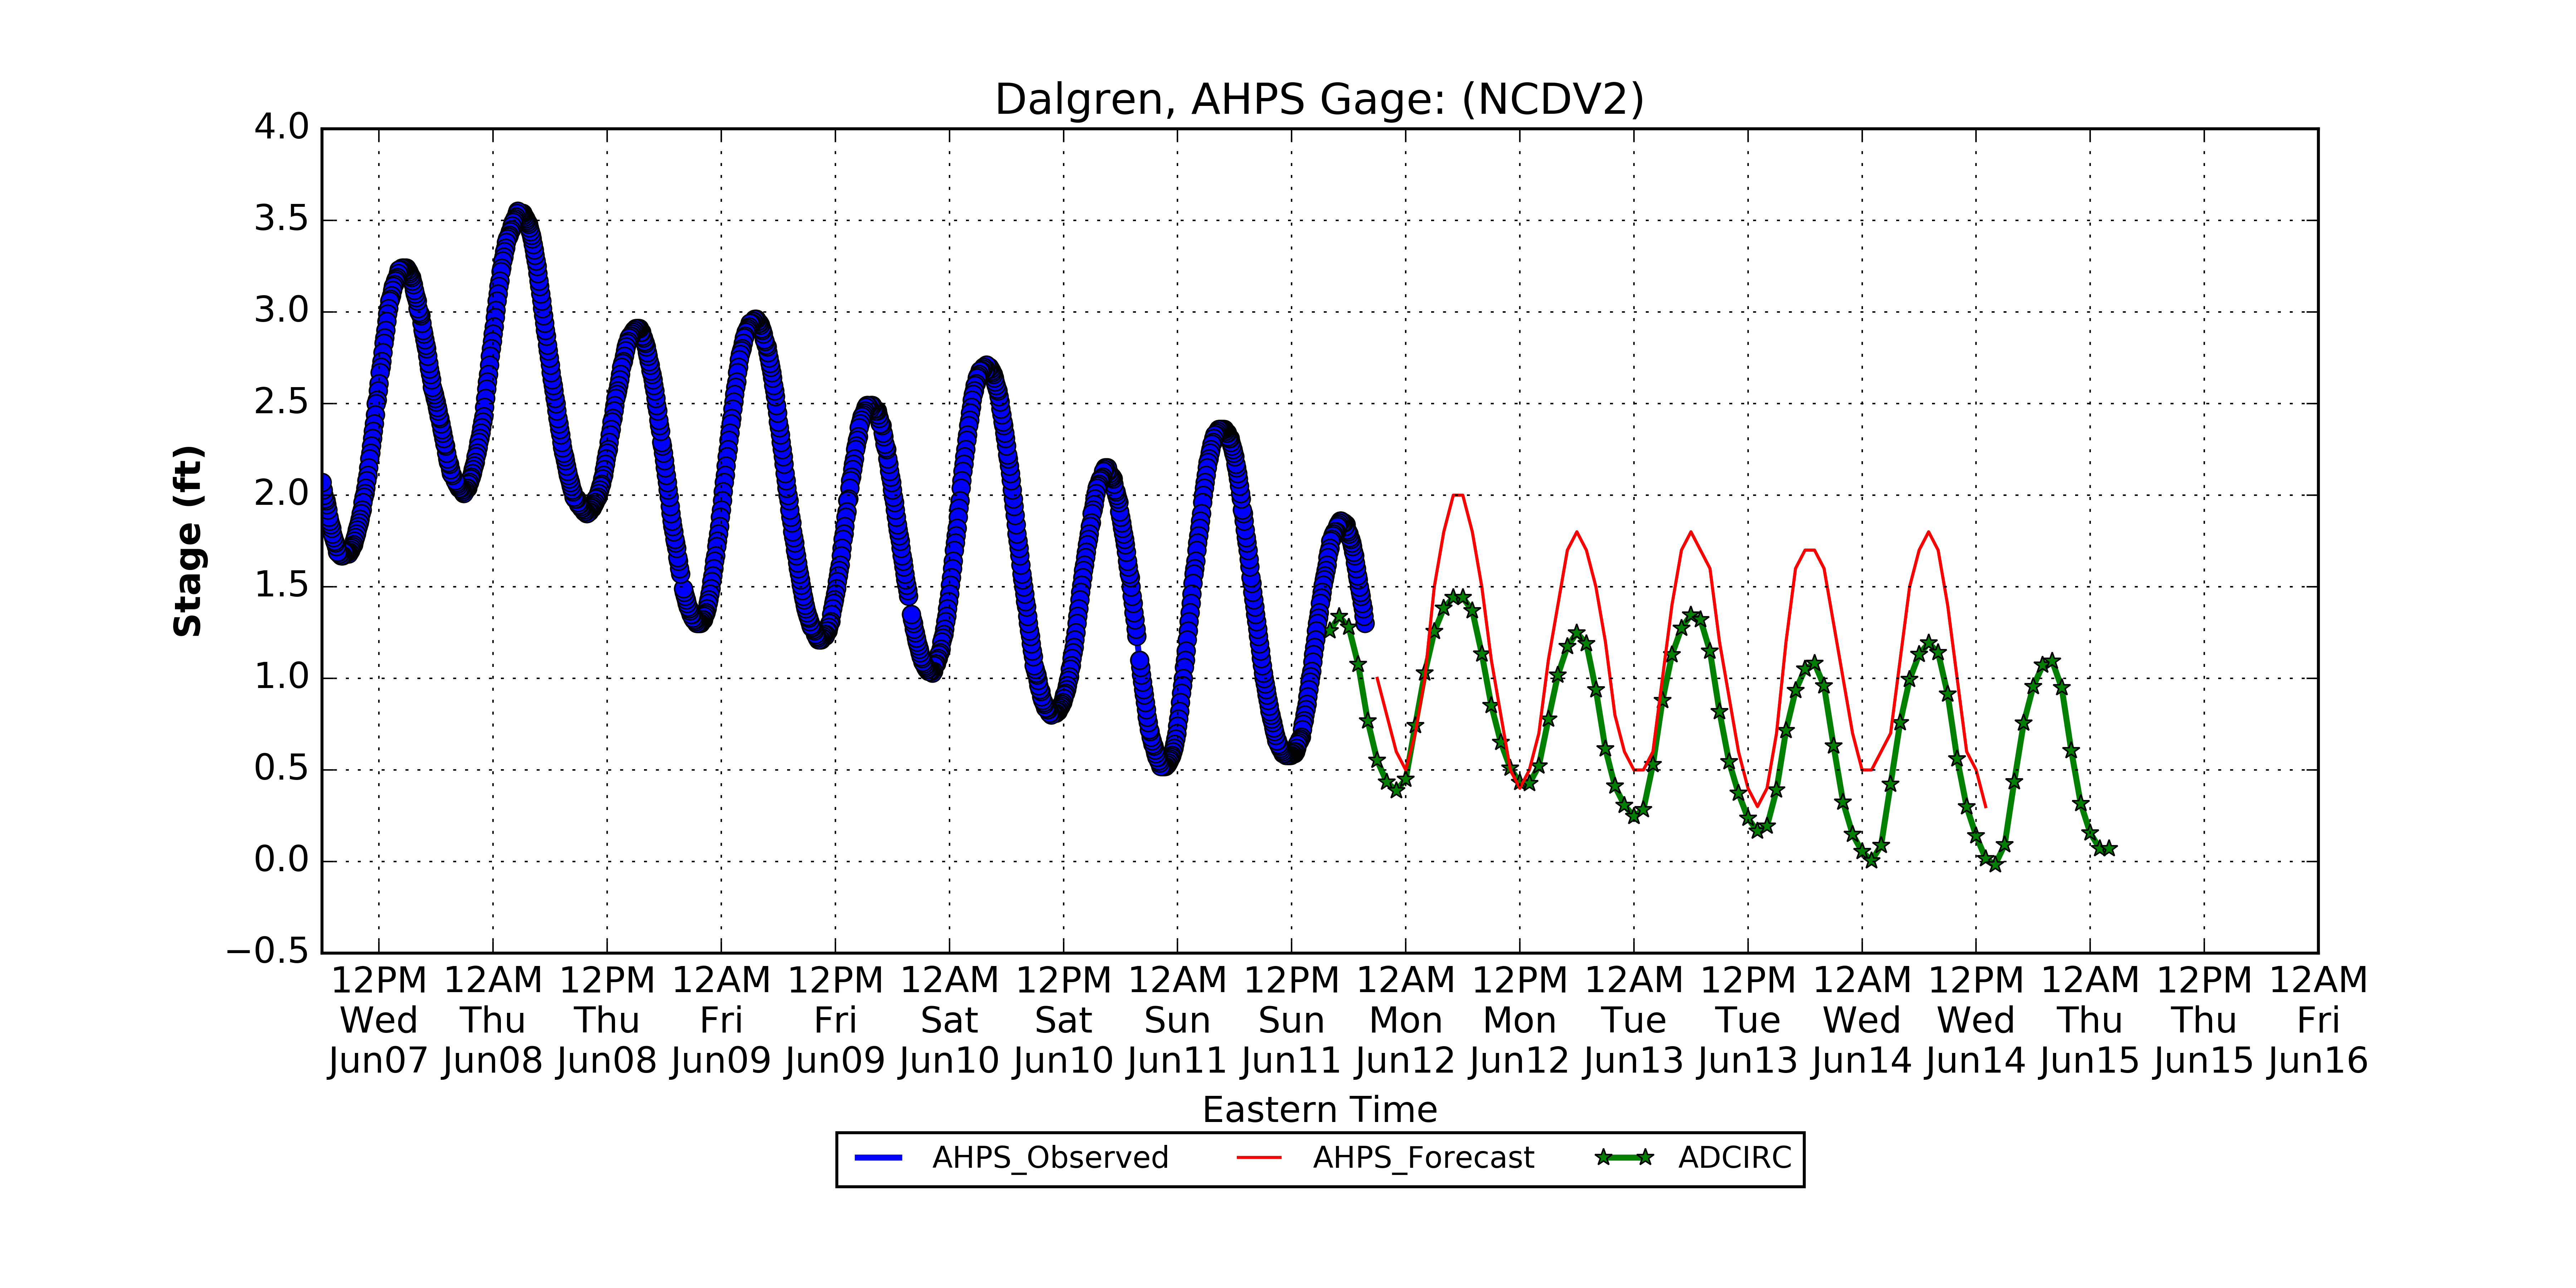 Dalgren, AHPS Gage: (NCDV2)
4.0
3.5
3.0
2.5
2.0
1.5
1.0
0.5
0.0
−0.5
Stage (ft)
12PM 12AM 12PM 12AM 12PM 12AM 12PM 12AM 12PM 12AM 12PM 12AM 12PM 12AM 12PM 12AM 12PM 12AM
Wed Thu Thu Fri Fri Sat Sat Sun Sun Mon Mon Tue Tue Wed Wed Thu Thu Fri
Jun07 Jun08 Jun08 Jun09 Jun09 Jun10 Jun10 Jun11 Jun11 Jun12 Jun12 Jun13 Jun13 Jun14 Jun14 Jun15 Jun15 Jun16
Eastern Time
AHPS_Observed AHPS_Forecast ADCIRC